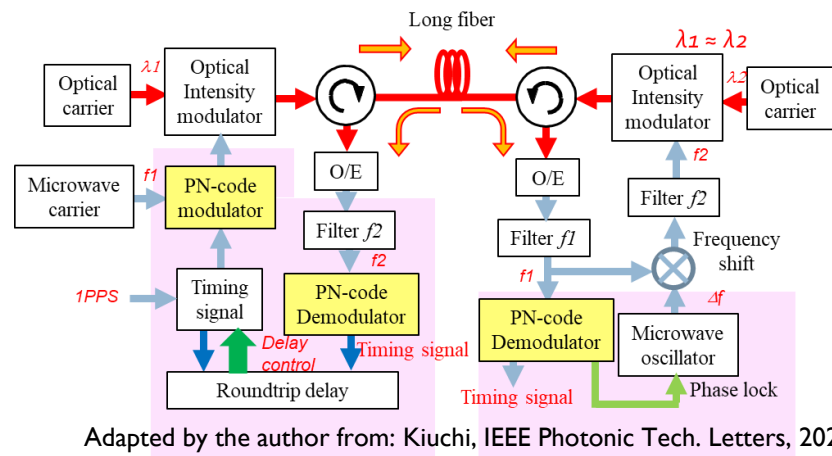 Long fiber
λ1 ≈ λ2
Optical
carrier
λ1
Optical
Intensity
modulator
Optical
Intensity
modulator
λ2
Optical
carrier
Microwave
carrier
f1
PN-code
modulator
O/E
O/E
f2
Filter f2
Filter f2
Filter f1
Frequency
shift
1PPS
Timing
signal
f2
f1
Δf
PN-code
Demodulator
PN-code
Demodulator
Microwave
oscillator
Delay
control
Timing signal
Roundtrip delay
Timing signal
Phase lock
Adapted by the author from: Kiuchi, IEEE Photonic Tech. Letters, 202